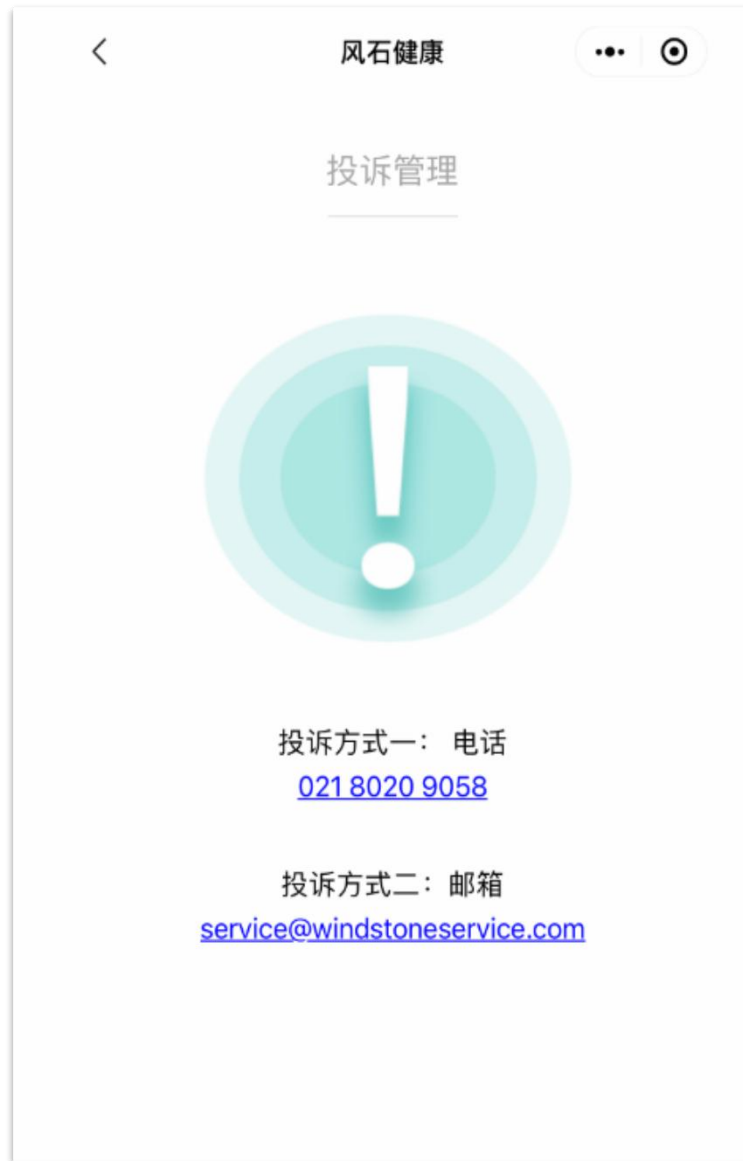 风石健康
投诉管理
投诉方式一： 电话
021 8020 9058
投诉方式二：邮箱
service@windstoneservice.com